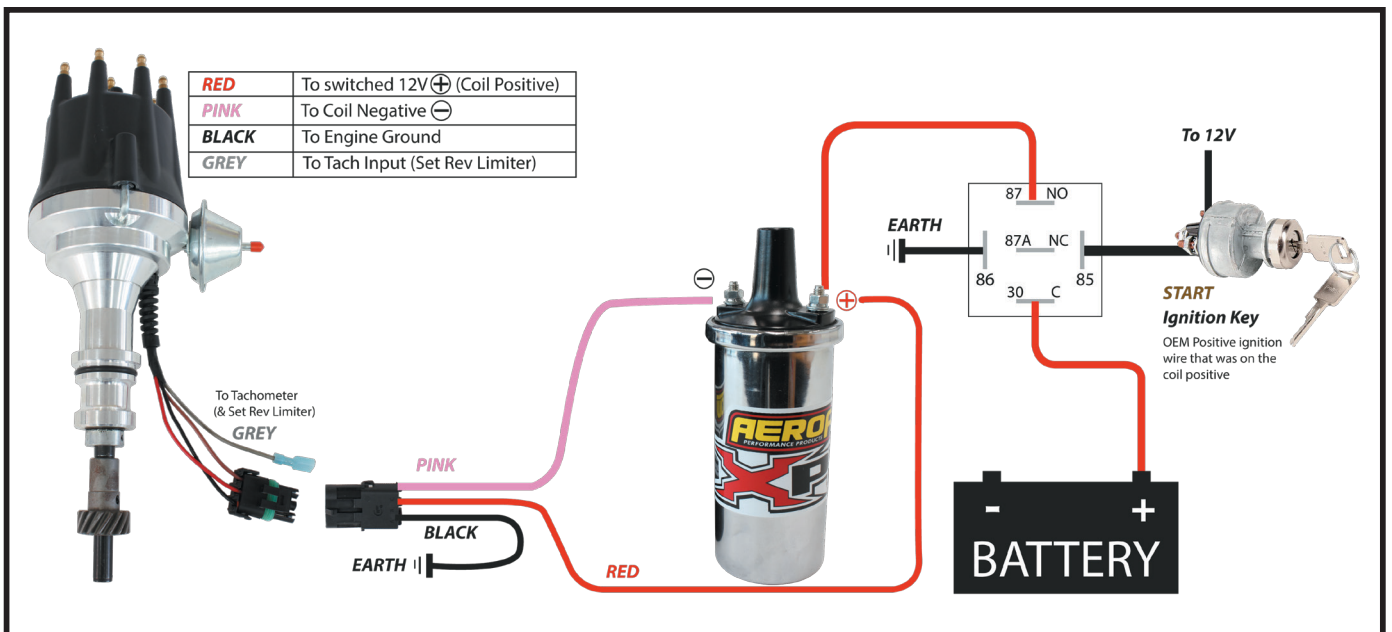 RED To switched 12V⊕ (Coil Positive)
PINK To Coil Negative ⊖
BLACK To Engine Ground
GREY To Tach Input (Set Rev Limiter)
To 12V
87 NO
EARTH
87A NC
86
85
30 C
START
Ignition Key
OEM Positive ignition
wire that was on the
coil positive
⊖
⊕
To Tachometer
(& Set Rev Limiter)
GREY
AEROF
PERFORMANCE PRODUCTS
XP
PINK
BLACK
EARTH
RED
- +
BATTERY